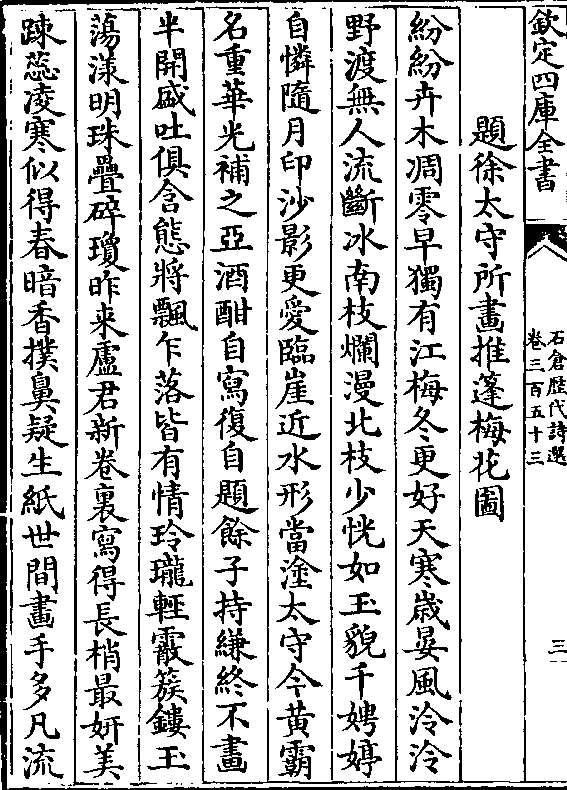 欽定四庫全書
石倉歷代詩選
卷三百五十三
三
題徐太守所畫推蓬梅花圖
紛紛卉木凋零早獨有江梅冬更好天寒歲晏風泠泠
野渡無人流斷冰南枝爛漫北枝少恍如玉貌千娉婷
自憐隨月印沙影更愛臨崖近水形當塗太守今黃霸
名重華光補之亞酒酣自寫復自題餘子持縑終不畫
半開盛吐俱含態將飄乍落皆有情玲瓏輕霰簇鏤玉
蕩漾明珠疊碎瓊昨来盧君新卷裏寫得長梢最妍美
踈蕊凌寒似得春暗香撲鼻疑生紙世間畫手多凡流